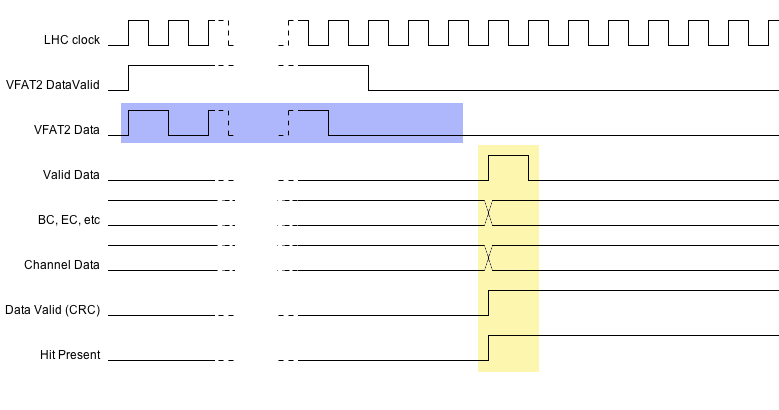 LHC clock
VFAT2 DataValid
VFAT2 Data
Valid Data
BC, EC, etc
Channel Data
Data Valid (CRC)
Hit Present